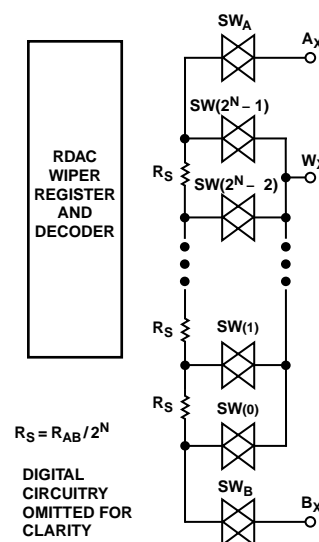 SW_A
A_X
SW(2^N – 1)
RDAC
WIPER
REGISTER
AND
DECODER
R_S
W_X
SW(2^N – 2)
R_S
SW(1)
R_S
SW(0)
R_S = R_AB / 2^N
SW_B
B_X
DIGITAL
CIRCUITRY
OMITTED FOR
CLARITY